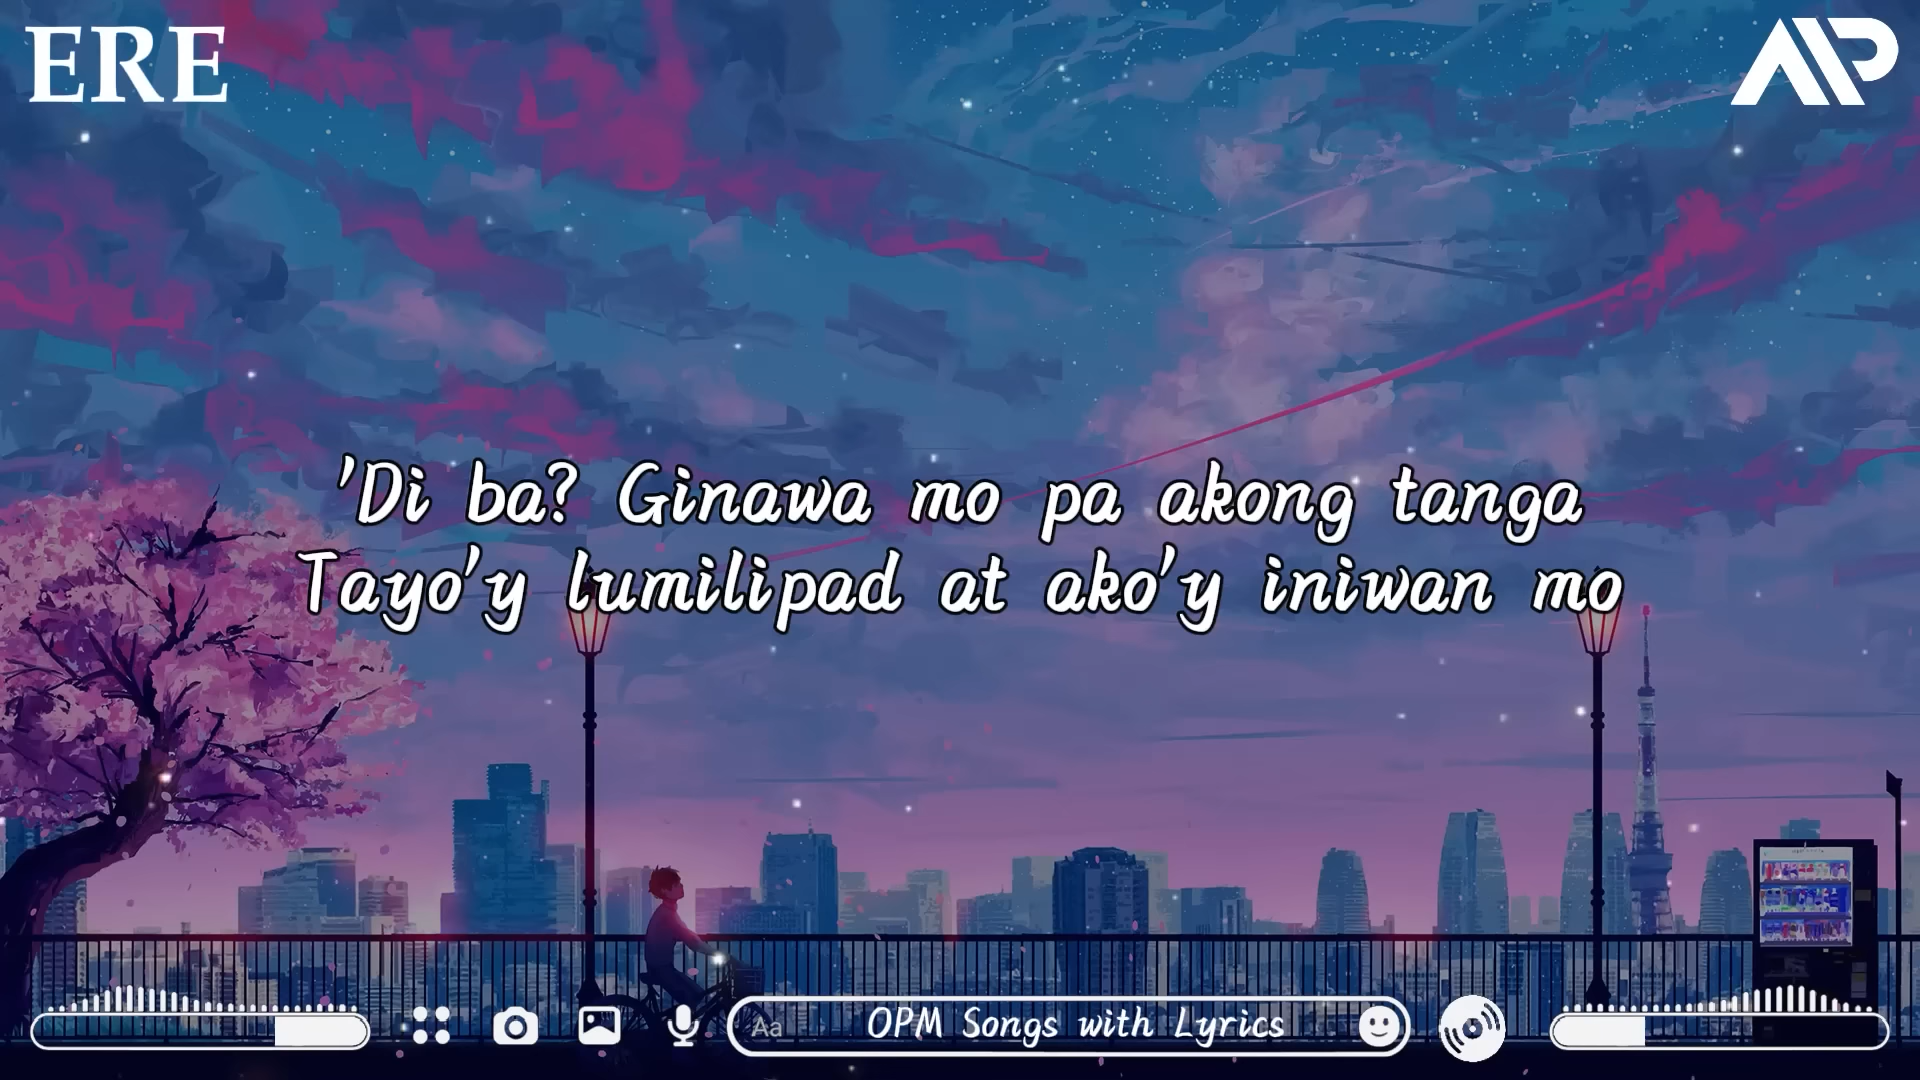 ERE
AP
'Di ba? Ginawa mo pa akong tanga
Tayo'y lumilipad at ako'y iniwan mo
Aa OPM Songs with Lyrics